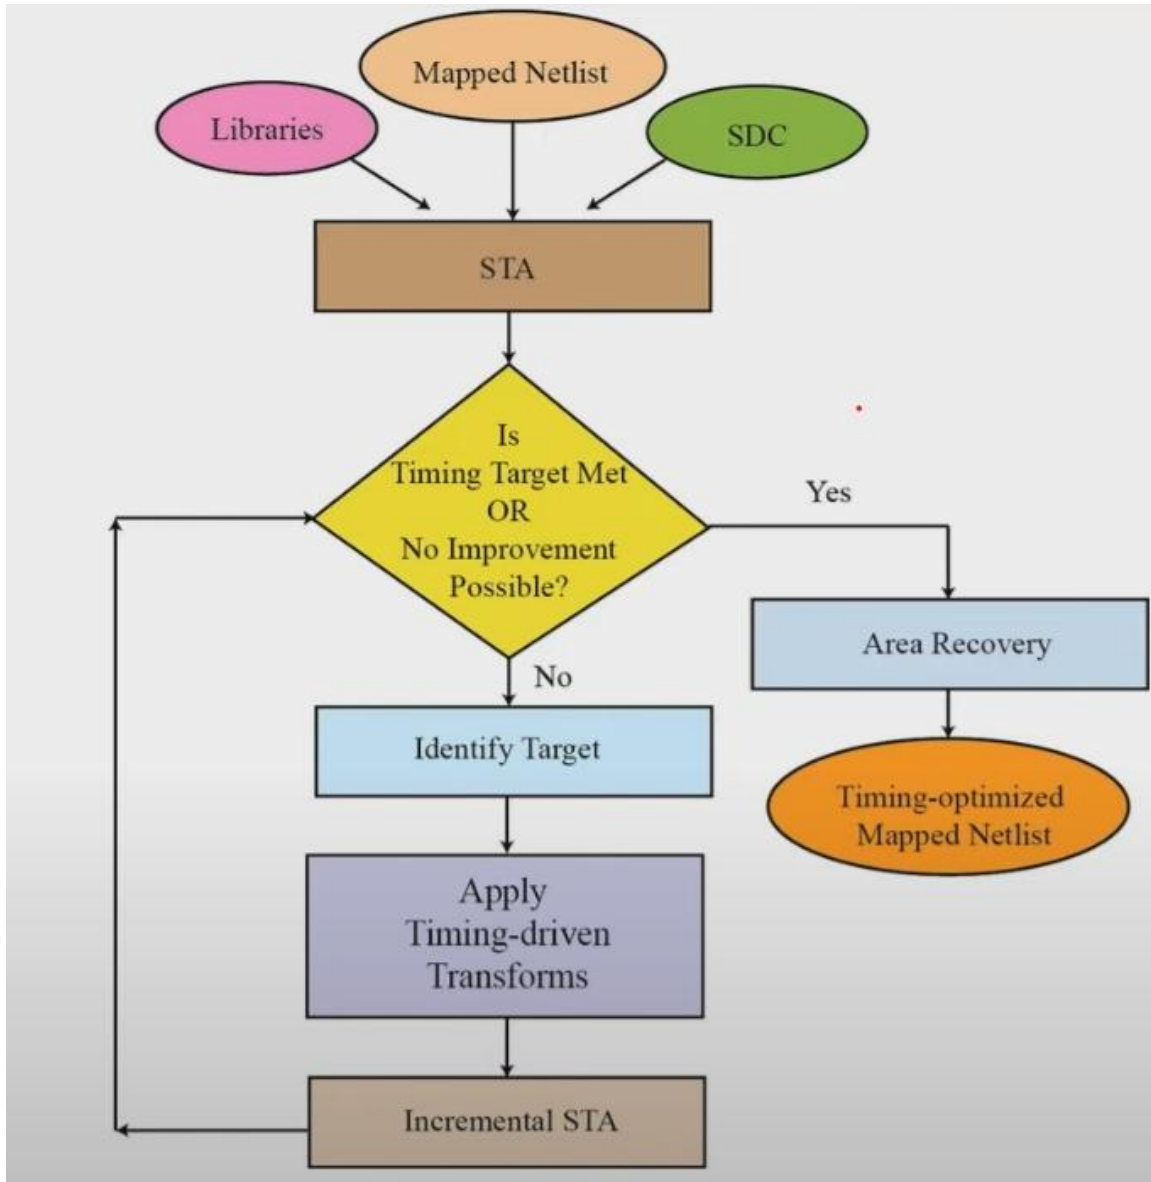 Mapped Netlist
Libraries
SDC
STA
Is
Timing Target Met
OR
No Improvement
Possible?
Yes
No
Area Recovery
Identify Target
Timing-optimized
Mapped Netlist
Apply
Timing-driven
Transforms
Incremental STA